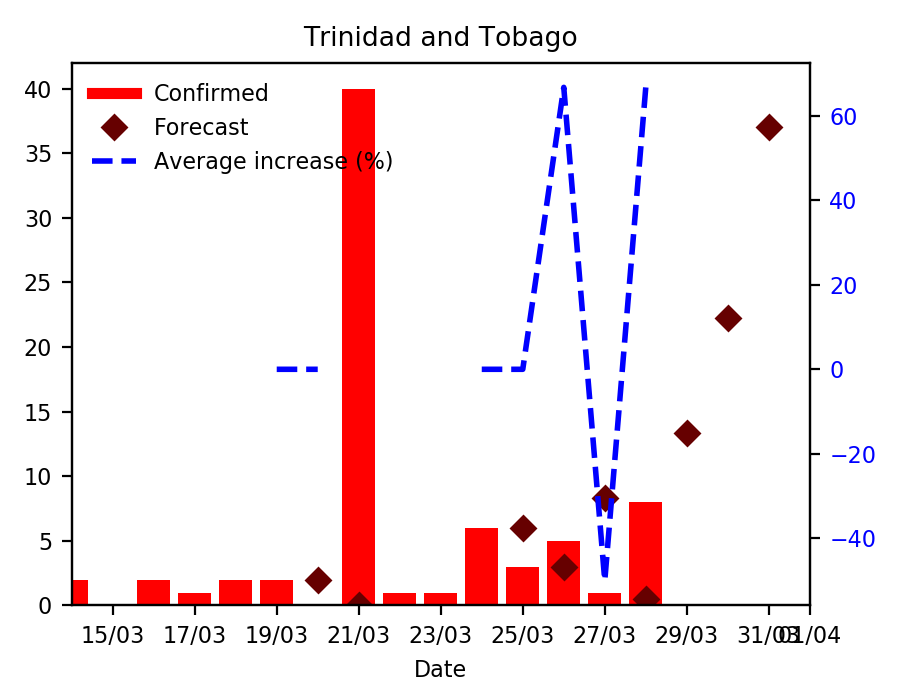 Trinidad and Tobago
Confirmed
Forecast
Average increase (%)
40
35
30
25
20
15
10
5
0
60
40
20
0
−20
−40
15/03 17/03 19/03 21/03 23/03 25/03 27/03 29/03 31/03 01/04
Date